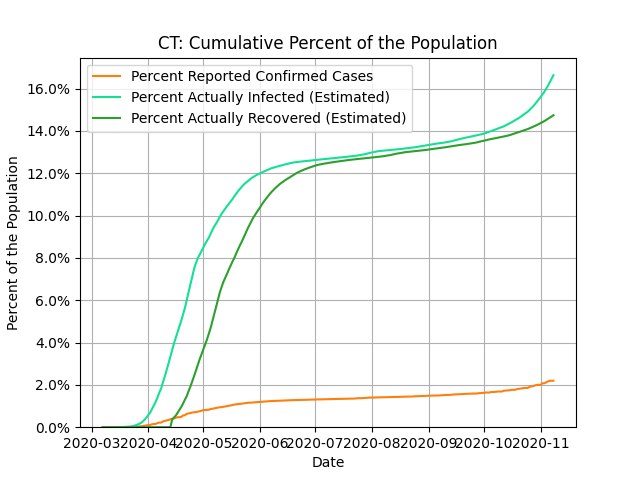 CT: Cumulative Percent of the Population
Percent Reported Confirmed Cases
Percent Actually Infected (Estimated)
Percent Actually Recovered (Estimated)
Percent of the Population
16.0%
14.0%
12.0%
10.0%
8.0%
6.0%
4.0%
2.0%
0.0%
2020-03 2020-04 2020-05 2020-06 2020-07 2020-08 2020-09 2020-10 2020-11
Date